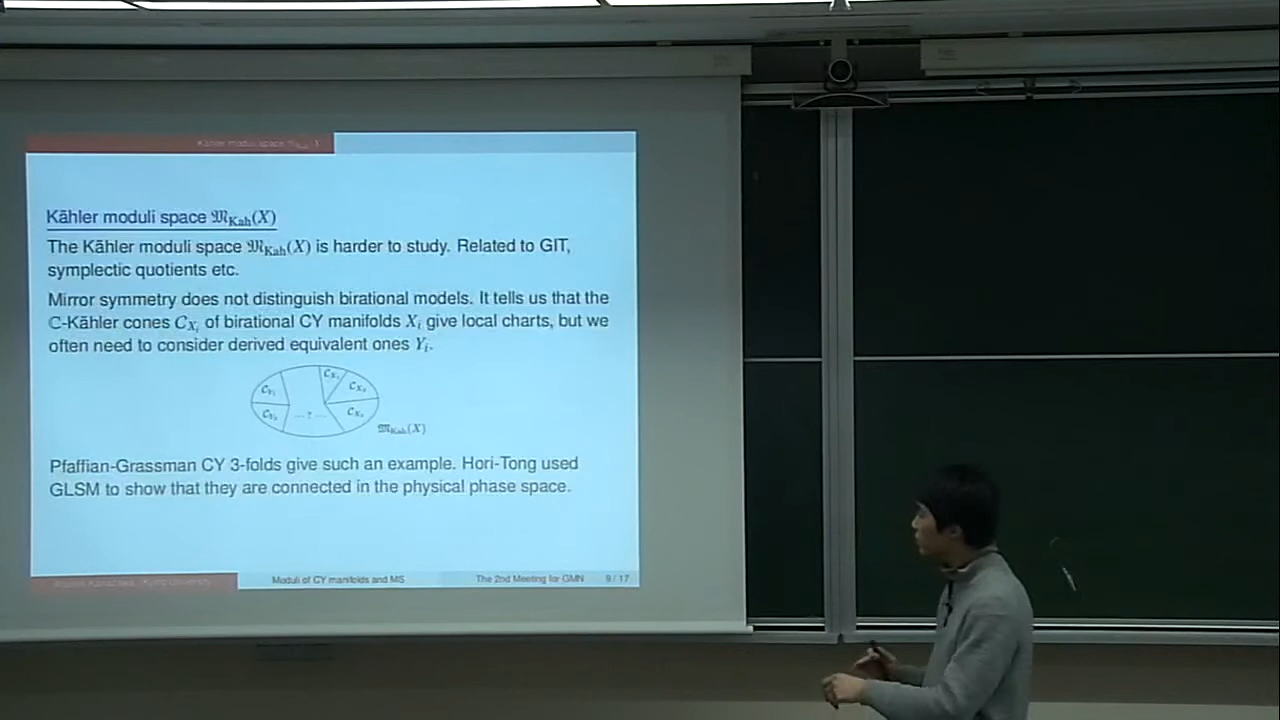 Kähler moduli space 𝔐Kah(X)
The Kähler moduli space 𝔐Kah(X) is harder to study. Related to GIT,
symplectic quotients etc.
Mirror symmetry does not distinguish birational models. It tells us that the
ℂ-Kähler cones C_{X_i} of birational CY manifolds X_i give local charts, but we
often need to consider derived equivalent ones Y_i.
...?...
𝔐Kah(X)
Pfaffian-Grassman CY 3-folds give such an example. Hori-Tong used
GLSM to show that they are connected in the physical phase space.
Moduli of CY manifolds and MS
The 2nd Meeting for GMN
9 / 17